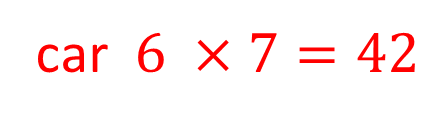 car 6 × 7 = 42